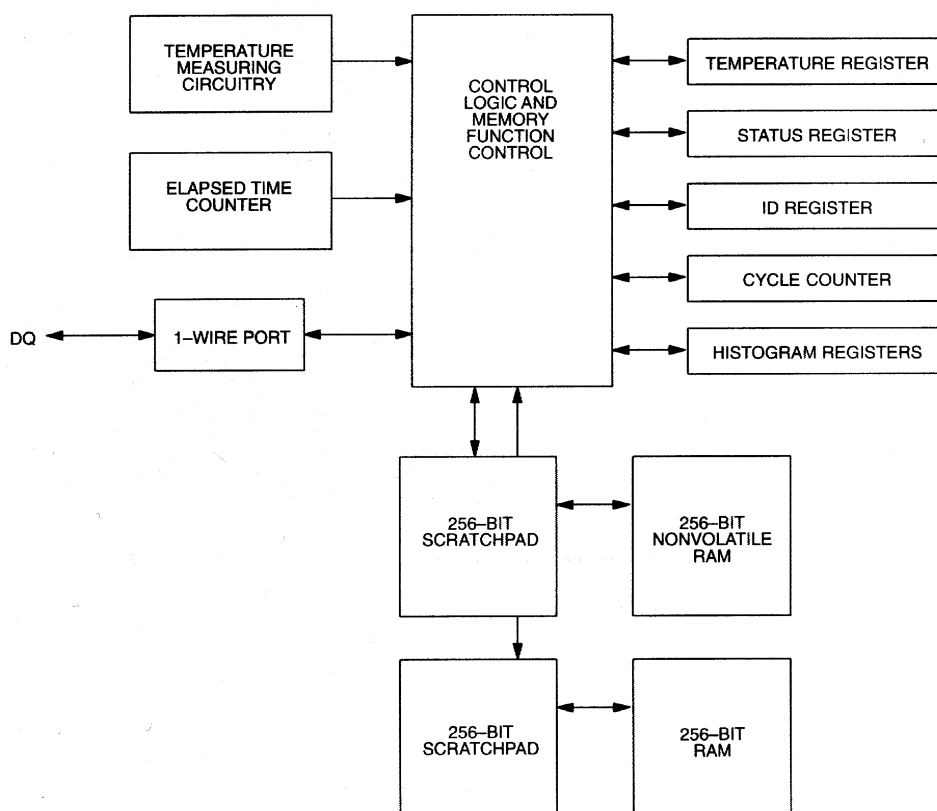 TEMPERATURE
MEASURING
CIRCUITRY
ELAPSED TIME
COUNTER
DQ
1–WIRE PORT
CONTROL
LOGIC AND
MEMORY
FUNCTION
CONTROL
TEMPERATURE REGISTER
STATUS REGISTER
ID REGISTER
CYCLE COUNTER
HISTOGRAM REGISTERS
256–BIT
SCRATCHPAD
256–BIT
NONVOLATILE
RAM
256–BIT
SCRATCHPAD
256–BIT
RAM